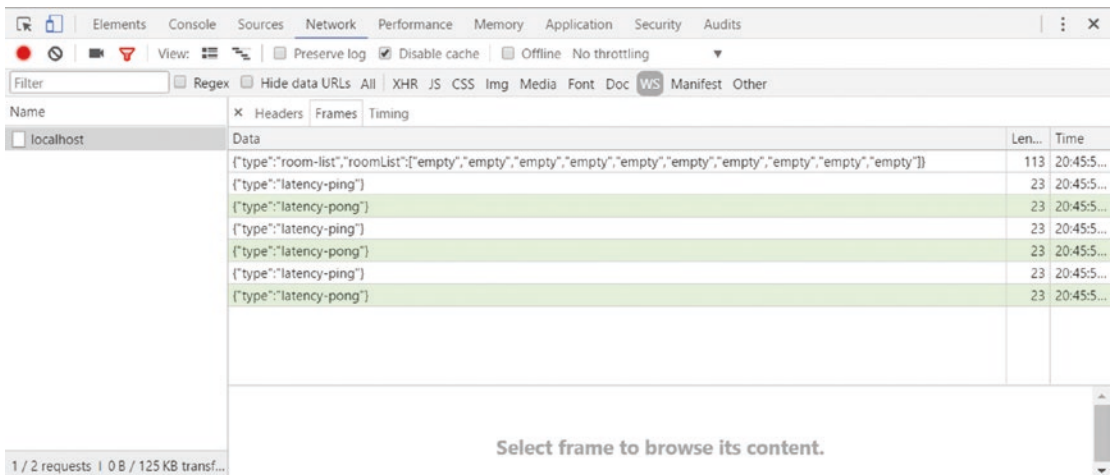 Elements Console Sources Network Performance Memory Application Security Audits
View: Preserve log Disable cache Offline No throttling
Filter Regex Hide data URLs All XHR JS CSS Img Media Font Doc WS Manifest Other
Name × Headers Frames Timing
localhost Data Len... Time
{"type":"room-list","roomList":["empty","empty","empty","empty","empty","empty","empty","empty","empty","empty"]} 113 20:45:5...
{"type":"latency-ping"} 23 20:45:5...
{"type":"latency-pong"} 23 20:45:5...
{"type":"latency-ping"} 23 20:45:5...
{"type":"latency-pong"} 23 20:45:5...
{"type":"latency-ping"} 23 20:45:5...
{"type":"latency-pong"} 23 20:45:5...
Select frame to browse its content.
1 / 2 requests | 0 B / 125 KB transf...